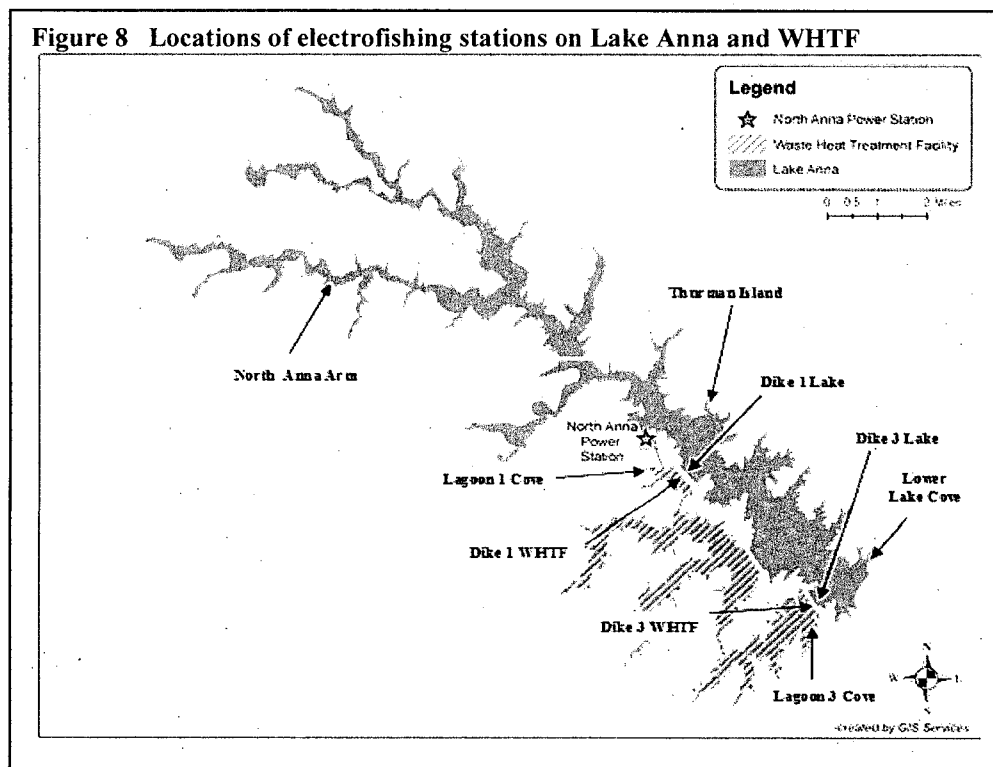 Figure 8 Locations of electrofishing stations on Lake Anna and WHTF
Legend
North Anna Power Station
Waste Heat Treatment Facility
Lake Anna
0 0.5 1 2 Miles
Thurman Island
North Anna Arm
Dike 1 Lake
North Anna
Power
Station
Dike 3 Lake
Lagoon 1 Cove
Lower
Lake Cove
Dike 1 WHTF
Dike 3 WHTF
Lagoon 3 Cove
N
W
E
S
created by GIS Services